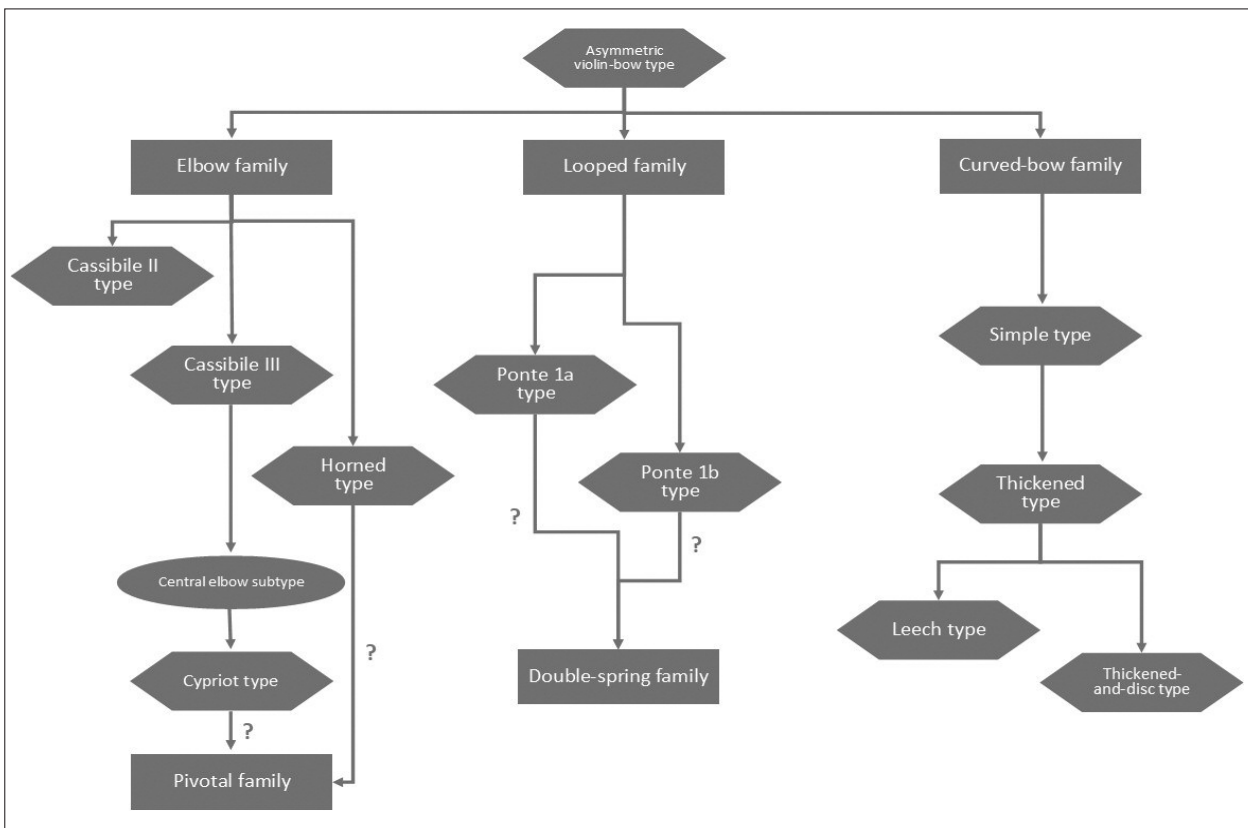 Asymmetric
violin-bow type
Elbow family
Looped family
Curved-bow family
Cassibile II
type
Simple type
Cassibile III
type
Ponte 1a
type
Horned
type
Ponte 1b
type
Thickened
type
?
?
Central elbow subtype
Leech type
?
Cypriot type
Double-spring family
Thickened-
and-disc type
?
Pivotal family